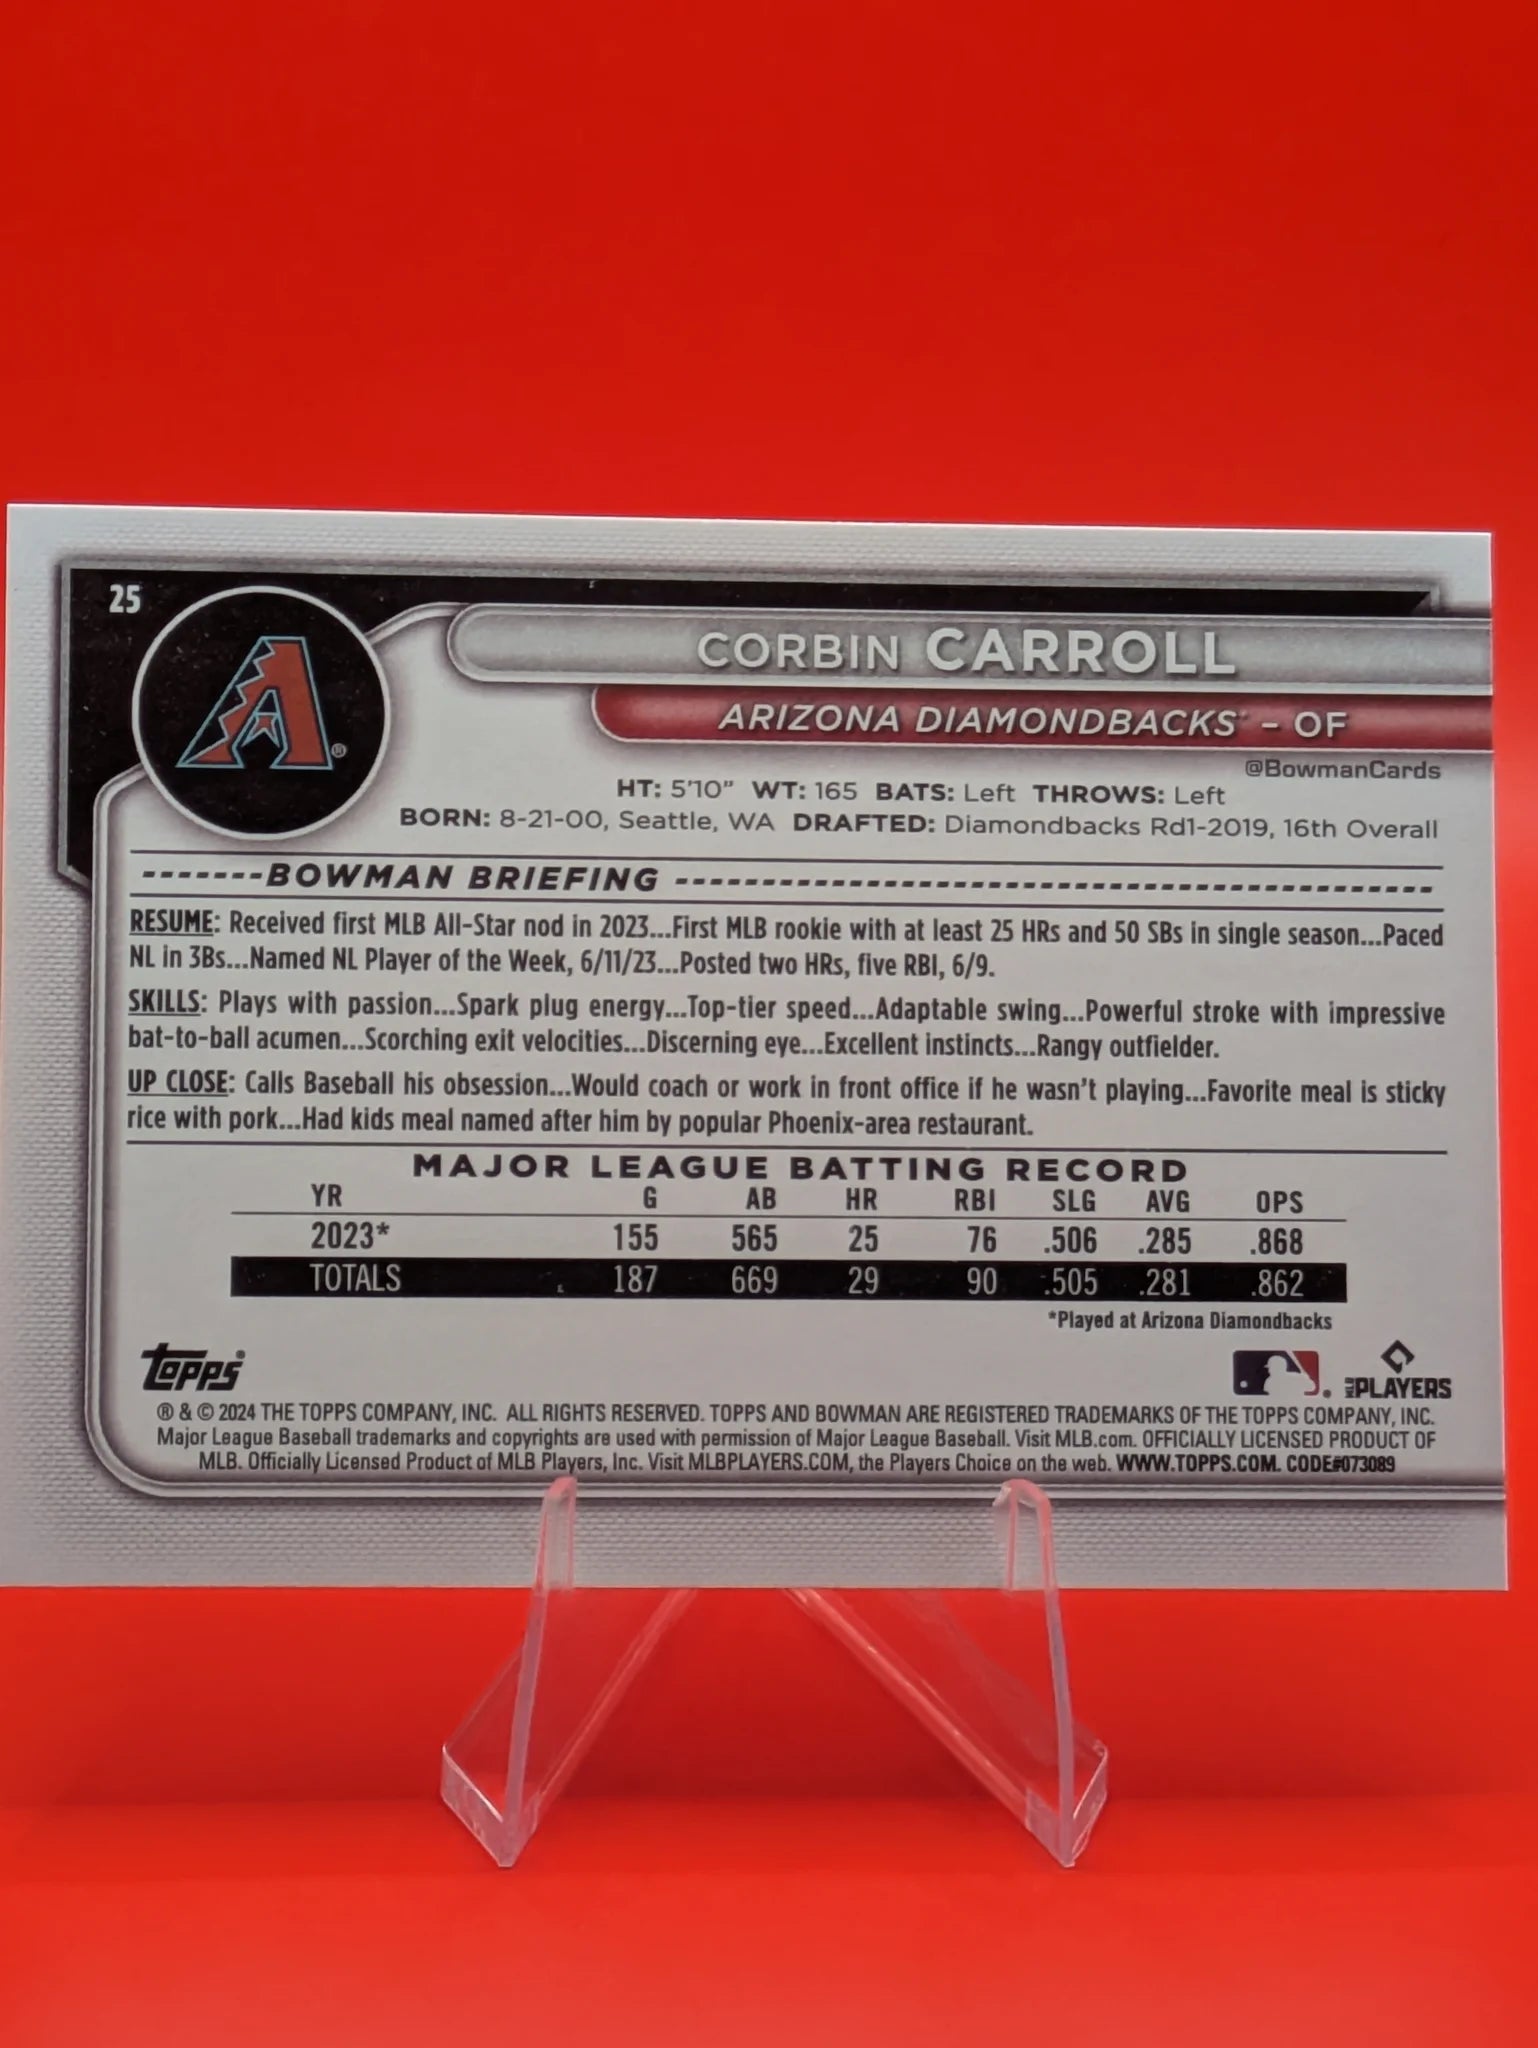 25
CORBIN CARROLL
ARIZONA DIAMONDBACKS - OF
@BowmanCards
HT: 5'10" WT: 165 BATS: Left THROWS: Left
BORN: 8-21-00, Seattle, WA DRAFTED: Diamondbacks Rd1-2019, 16th Overall
-------BOWMAN BRIEFING ----------------------------------------------------
RESUME: Received first MLB All-Star nod in 2023...First MLB rookie with at least 25 HRs and 50 SBs in single season...Paced
NL in 3Bs...Named NL Player of the Week, 6/11/23...Posted two HRs, five RBI, 6/9.
SKILLS: Plays with passion...Spark plug energy...Top-tier speed...Adaptable swing...Powerful stroke with impressive
bat-to-ball acumen...Scorching exit velocities...Discerning eye...Excellent instincts...Rangy outfielder.
UP CLOSE: Calls Baseball his obsession...Would coach or work in front office if he wasn't playing...Favorite meal is sticky
rice with pork...Had kids meal named after him by popular Phoenix-area restaurant.
MAJOR LEAGUE BATTING RECORD
YR G AB HR RBI SLG AVG OPS
2023* 155 565 25 76 .506 .285 .868
TOTALS 187 669 29 90 .505 .281 .862
*Played at Arizona Diamondbacks
Topps®
MLB PLAYERS
® & © 2024 THE TOPPS COMPANY, INC. ALL RIGHTS RESERVED. TOPPS AND BOWMAN ARE REGISTERED TRADEMARKS OF THE TOPPS COMPANY, INC.
Major League Baseball trademarks and copyrights are used with permission of Major League Baseball. Visit MLB.com. OFFICIALLY LICENSED PRODUCT OF
MLB. Officially Licensed Product of MLB Players, Inc. Visit MLBPLAYERS.COM, the Players Choice on the web. WWW.TOPPS.COM. CODE#073089